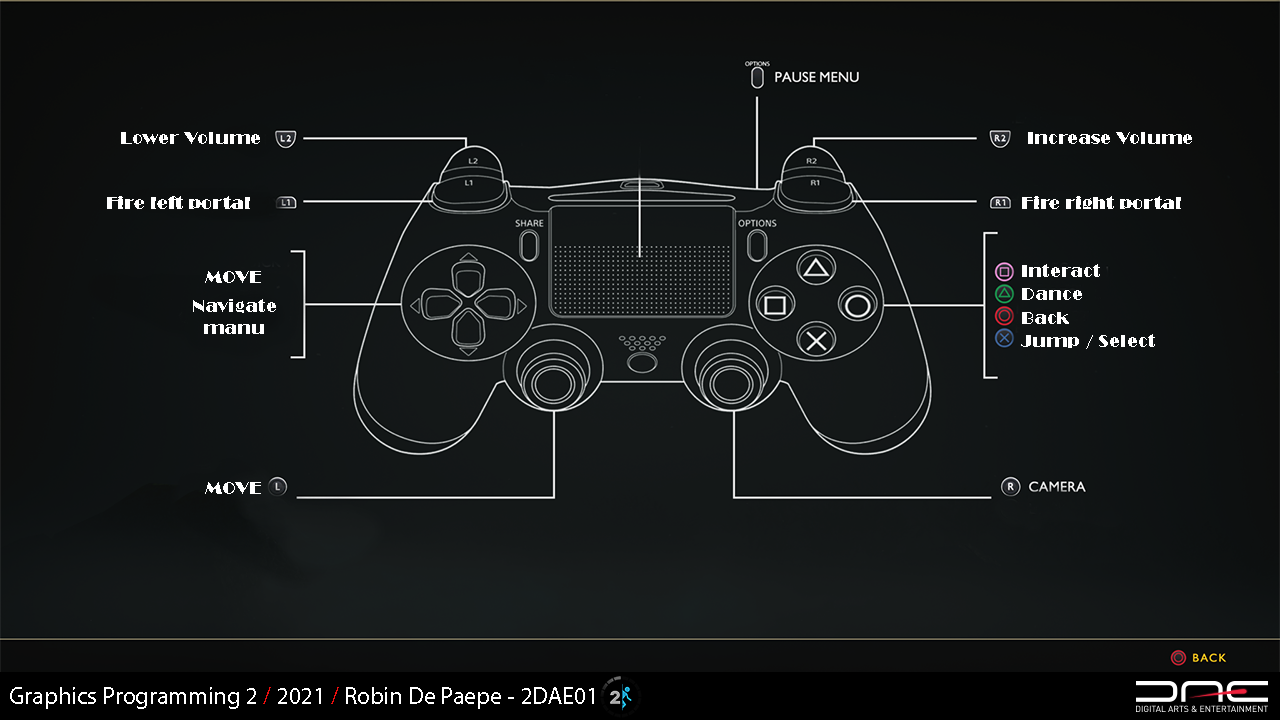 OPTIONS
PAUSE MENU
Lower Volume L2
L2
R2
R2 Increase Volume
L1
R1
Fire left portal L1
R1 Fire right portal
SHARE
OPTIONS
MOVE
Navigate
manu
Interact
Dance
Back
Jump / Select
MOVE L
R CAMERA
BACK
Graphics Programming 2 / 2021 / Robin De Paepe - 2DAE01
2
DAE
DIGITAL ARTS & ENTERTAINMENT